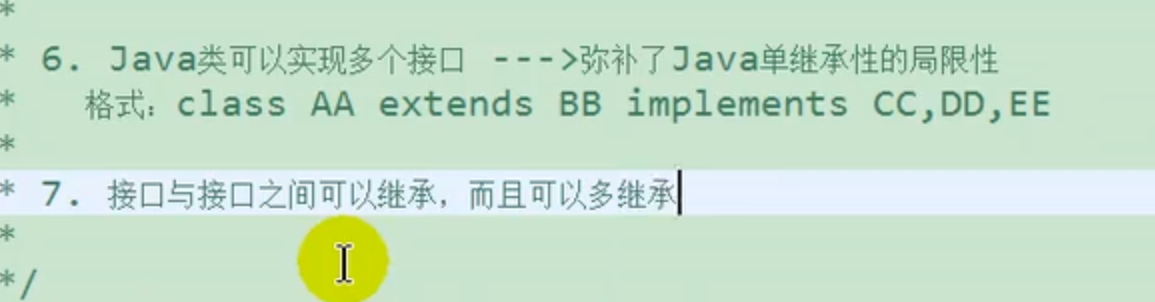 *
* 6. Java类可以实现多个接口 --->弥补了Java单继承性的局限性
* 格式：class AA extends BB implements CC,DD,EE
*
* 7. 接口与接口之间可以继承，而且可以多继承
*
*/